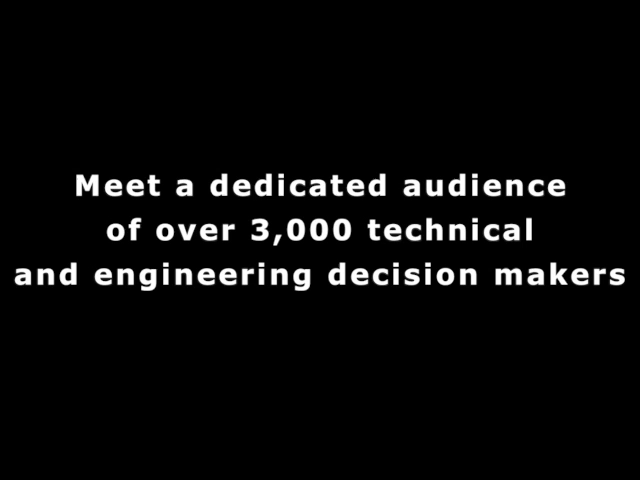 Meet a dedicated audience
of over 3,000 technical
and engineering decision makers